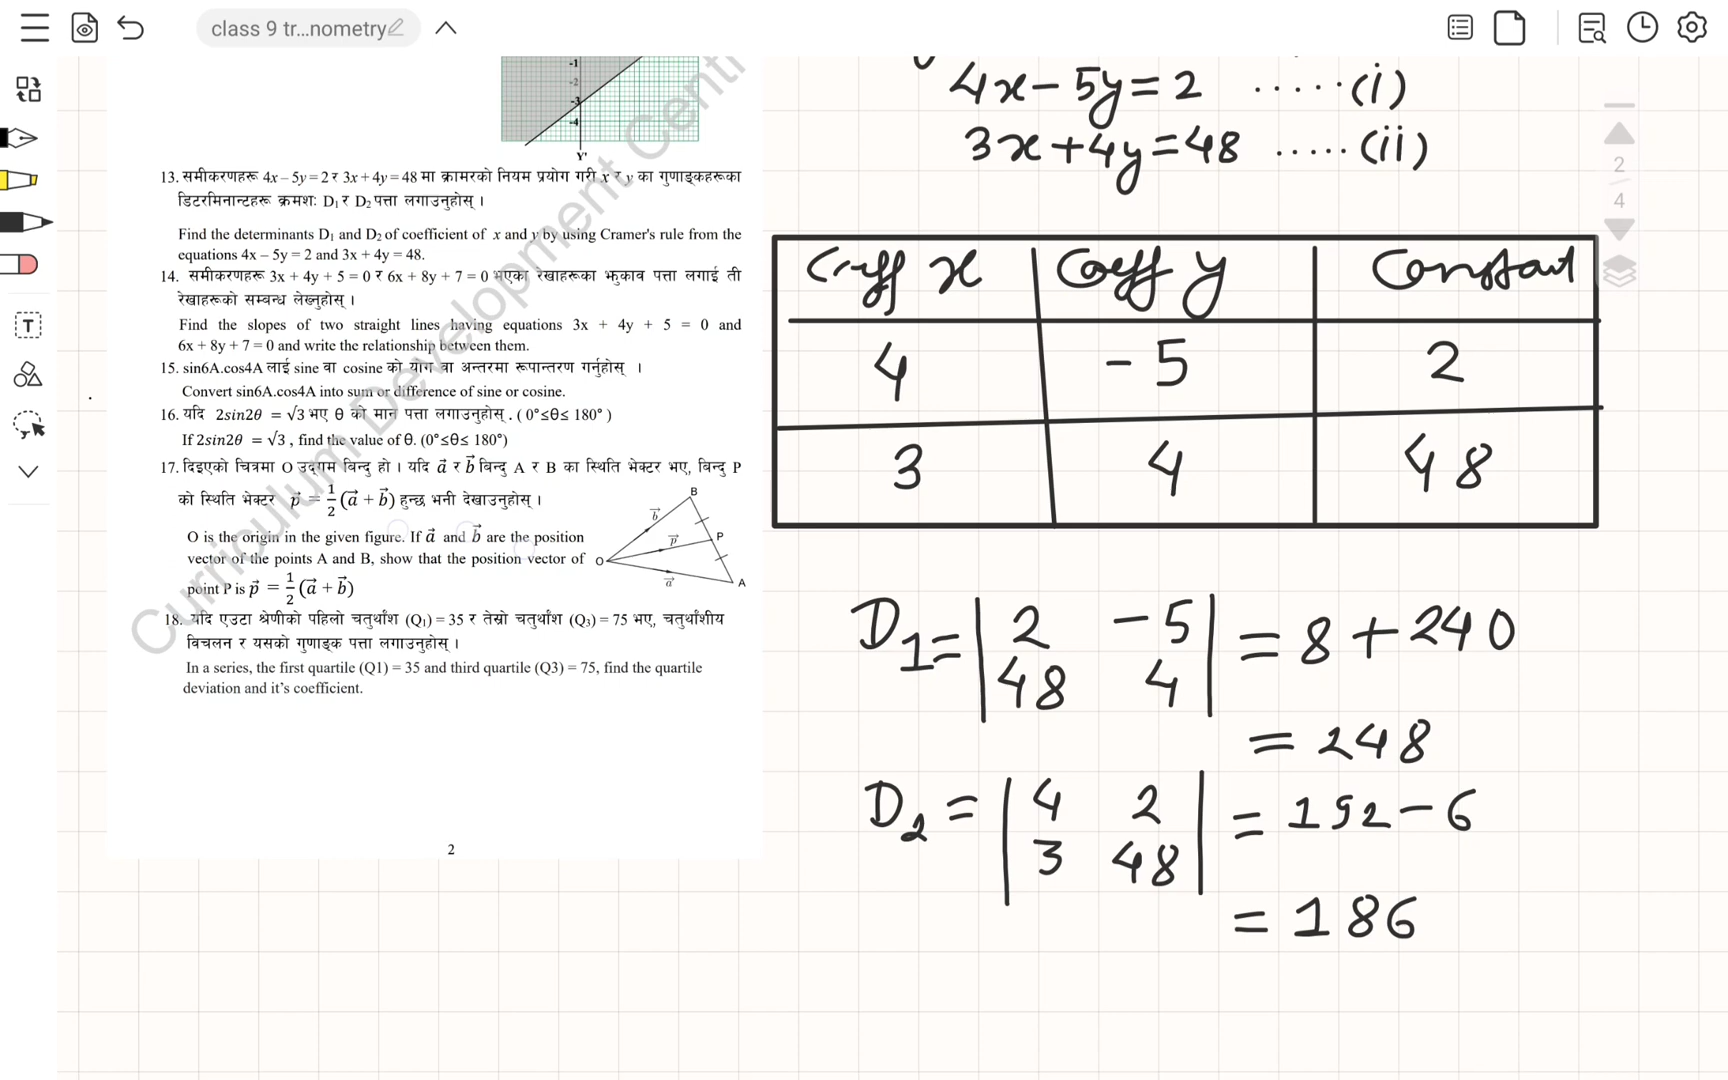 class 9 tr...nometry
-1
-2
-3
-4
Y'
13. समीकरणहरू 4x – 5y = 2 र 3x + 4y = 48 मा क्रामरको नियम प्रयोग गरी x र y का गुणाङ्कहरूका
डिटरमिनान्टहरू क्रमशः D₁ र D₂ पत्ता लगाउनुहोस् ।
Find the determinants D₁ and D₂ of coefficient of x and y by using Cramer's rule from the
equations 4x – 5y = 2 and 3x + 4y = 48.
14. समीकरणहरू 3x + 4y + 5 = 0 र 6x + 8y + 7 = 0 भएका रेखाहरूका झुकाव पत्ता लगाई ती
रेखाहरूको सम्बन्ध लेख्नुहोस् ।
Find the slopes of two straight lines having equations 3x + 4y + 5 = 0 and
6x + 8y + 7 = 0 and write the relationship between them.
15. sin6A.cos4A लाई sine वा cosine को योग वा अन्तरमा रूपान्तरण गर्नुहोस् ।
Convert sin6A.cos4A into sum or difference of sine or cosine.
16. यदि 2sin2θ = √3 भए θ को मान पत्ता लगाउनुहोस् . ( 0°≤θ≤ 180° )
If 2sin2θ = √3 , find the value of θ. (0°≤θ≤ 180°)
17. दिइएको चित्रमा O उद्गम बिन्दु हो । यदि a⃗ र b⃗ बिन्दु A र B का स्थिति भेक्टर भए, बिन्दु P
को स्थिति भेक्टर p⃗ = 1/2 (a⃗ + b⃗) हुन्छ भनी देखाउनुहोस् ।
O is the origin in the given figure. If a⃗ and b⃗ are the position
vector of the points A and B, show that the position vector of
point P is p⃗ = 1/2 (a⃗ + b⃗)
B
b⃗
P
p⃗
O
a⃗
A
18. यदि एउटा श्रेणीको पहिलो चतुर्थांश (Q₁) = 35 र तेस्रो चतुर्थांश (Q₃) = 75 भए, चतुर्थांशीय
विचलन र यसको गुणाङ्क पत्ता लगाउनुहोस् ।
In a series, the first quartile (Q1) = 35 and third quartile (Q3) = 75, find the quartile
deviation and it's coefficient.
2
Curriculum Development Cent
4x - 5y = 2 ..... (i)
3x + 4y = 48 ..... (ii)
Coeff x Coeff y Constant
4 -5 2
3 4 48
D₁ = | 2 -5 | = 8 + 240
| 48 4 |
= 248
D₂ = | 4 2 | = 192 - 6
| 3 48 |
= 186
2
4
T